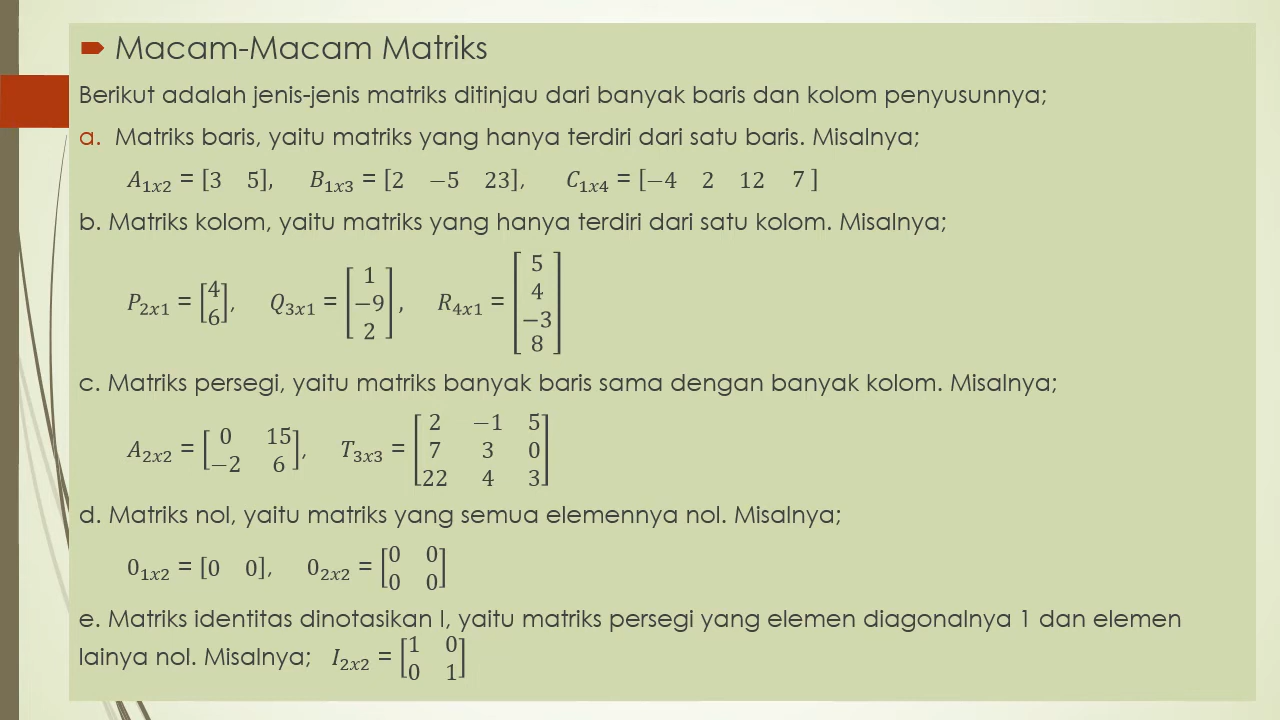 Macam-Macam Matriks
Berikut adalah jenis-jenis matriks ditinjau dari banyak baris dan kolom penyusunnya;
a. Matriks baris, yaitu matriks yang hanya terdiri dari satu baris. Misalnya;
A₁ₓ₂ = [3 5], B₁ₓ₃ = [2 −5 23], C₁ₓ₄ = [−4 2 12 7 ]
b. Matriks kolom, yaitu matriks yang hanya terdiri dari satu kolom. Misalnya;
P₂ₓ₁ = [4; 6], Q₃ₓ₁ = [1; −9; 2], R₄ₓ₁ = [5; 4; −3; 8]
c. Matriks persegi, yaitu matriks banyak baris sama dengan banyak kolom. Misalnya;
A₂ₓ₂ = [0 15; −2 6], T₃ₓ₃ = [2 −1 5; 7 3 0; 22 4 3]
d. Matriks nol, yaitu matriks yang semua elemennya nol. Misalnya;
0₁ₓ₂ = [0 0], 0₂ₓ₂ = [0 0; 0 0]
e. Matriks identitas dinotasikan I, yaitu matriks persegi yang elemen diagonalnya 1 dan elemen
lainya nol. Misalnya; I₂ₓ₂ = [1 0; 0 1]